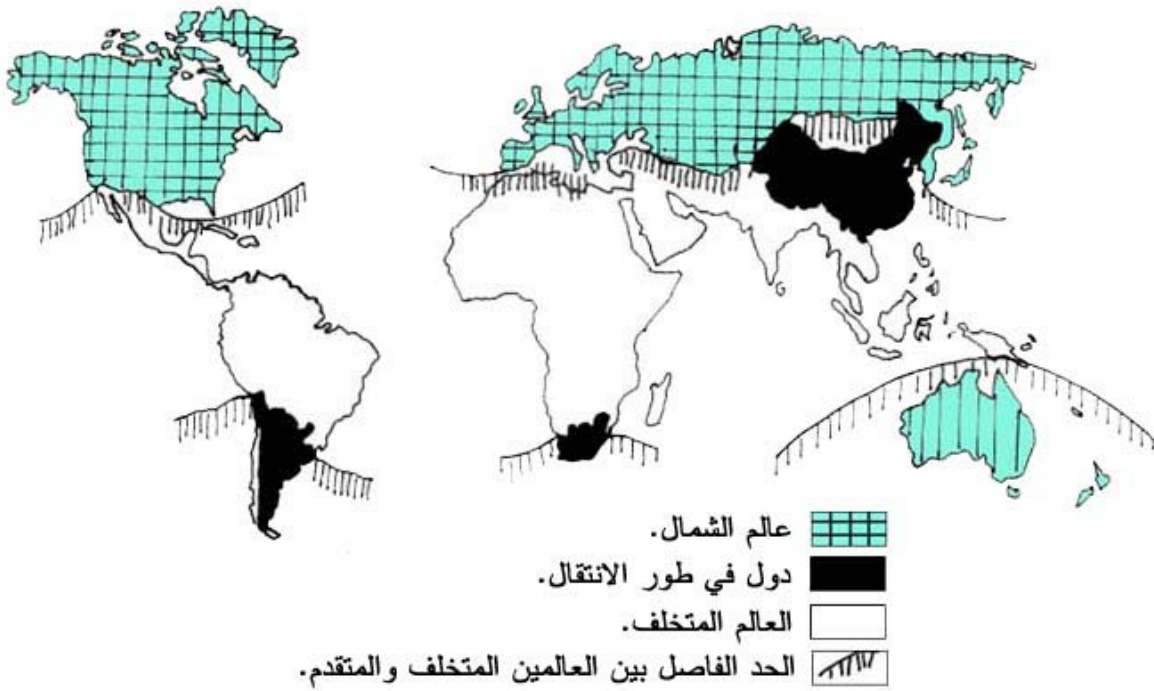 عالم الشمال.
دول في طور الانتقال.
العالم المتخلف.
الحد الفاصل بين العالمين المتخلف والمتقدم.